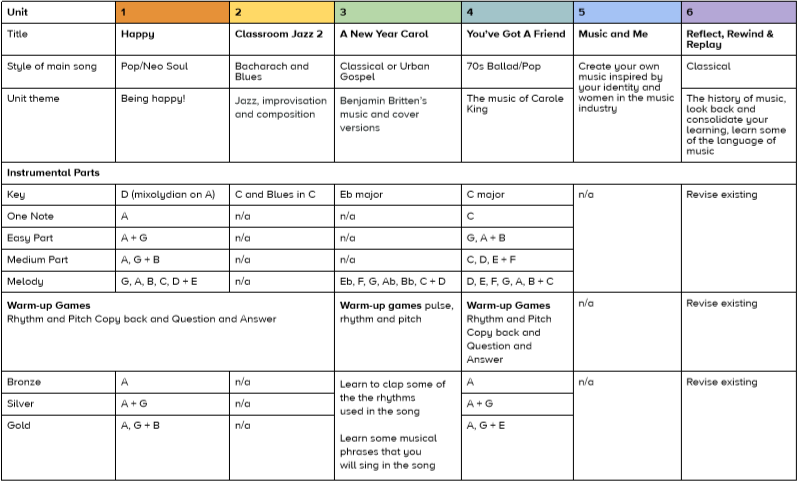 Unit 1 2 3 4 5 6
Title Happy Classroom Jazz 2 A New Year Carol You've Got A Friend Music and Me Reflect, Rewind &
Replay
Style of main song Pop/Neo Soul Bacharach and
Blues Classical or Urban
Gospel 70s Ballad/Pop Create your own
music inspired by
your identity and
women in the music
industry Classical
Unit theme Being happy! Jazz, improvisation
and composition Benjamin Britten's
music and cover
versions The music of Carole
King The history of music,
look back and
consolidate your
learning, learn some
of the language of
music
Instrumental Parts
Key D (mixolydian on A) C and Blues in C Eb major C major n/a Revise existing
One Note A n/a n/a C
Easy Part A + G n/a n/a G, A + B
Medium Part A, G + B n/a n/a C, D, E + F
Melody G, A, B, C, D + E n/a Eb, F, G, Ab, Bb, C + D D, E, F, G, A, B + C
Warm-up Games
Rhythm and Pitch Copy back and Question and Answer
Warm-up games pulse,
rhythm and pitch
Warm-up Games
Rhythm and Pitch
Copy back and
Question and
Answer
n/a Revise existing
Bronze A n/a Learn to clap some of
the the rhythms
used in the song
Learn some musical
phrases that you
will sing in the song
A n/a Revise existing
Silver A + G n/a A + G
Gold A, G + B n/a A, G + E